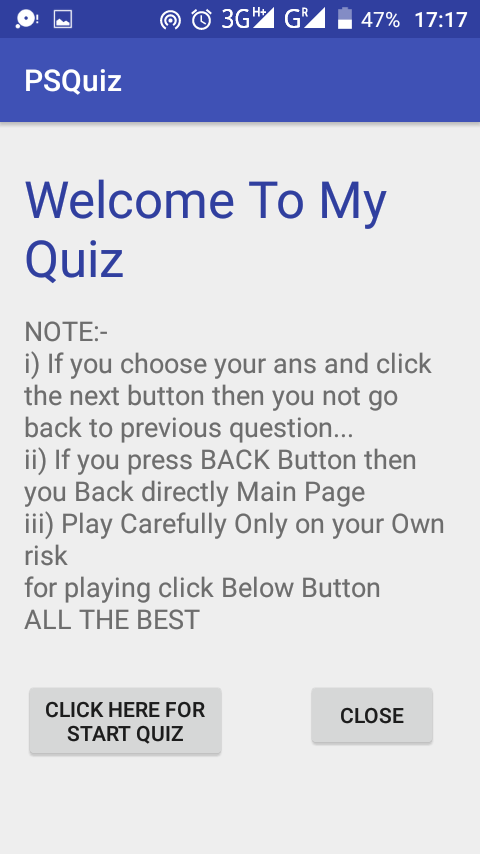 3G H+ G R 47% 17:17
PSQuiz
Welcome To My
Quiz
NOTE:-
i) If you choose your ans and click
the next button then you not go
back to previous question...
ii) If you press BACK Button then
you Back directly Main Page
iii) Play Carefully Only on your Own
risk
for playing click Below Button
ALL THE BEST
CLICK HERE FOR
START QUIZ
CLOSE